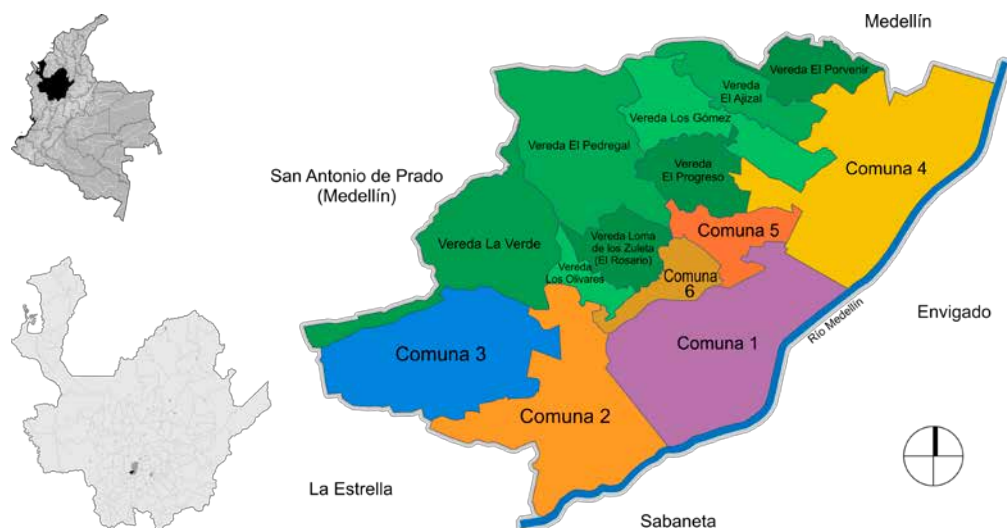 Medellín
Vereda El Porvenir
Vereda
El Ajizal
Vereda Los Gómez
Vereda El Pedregal
Vereda
El Progreso
Comuna 4
San Antonio de Prado
(Medellín)
Comuna 5
Vereda La Verde
Vereda Loma
de los Zuleta
(El Rosario)
Vereda
Los Olivares
Comuna
6
Envigado
Río Medellín
Comuna 3
Comuna 1
Comuna 2
La Estrella
Sabaneta